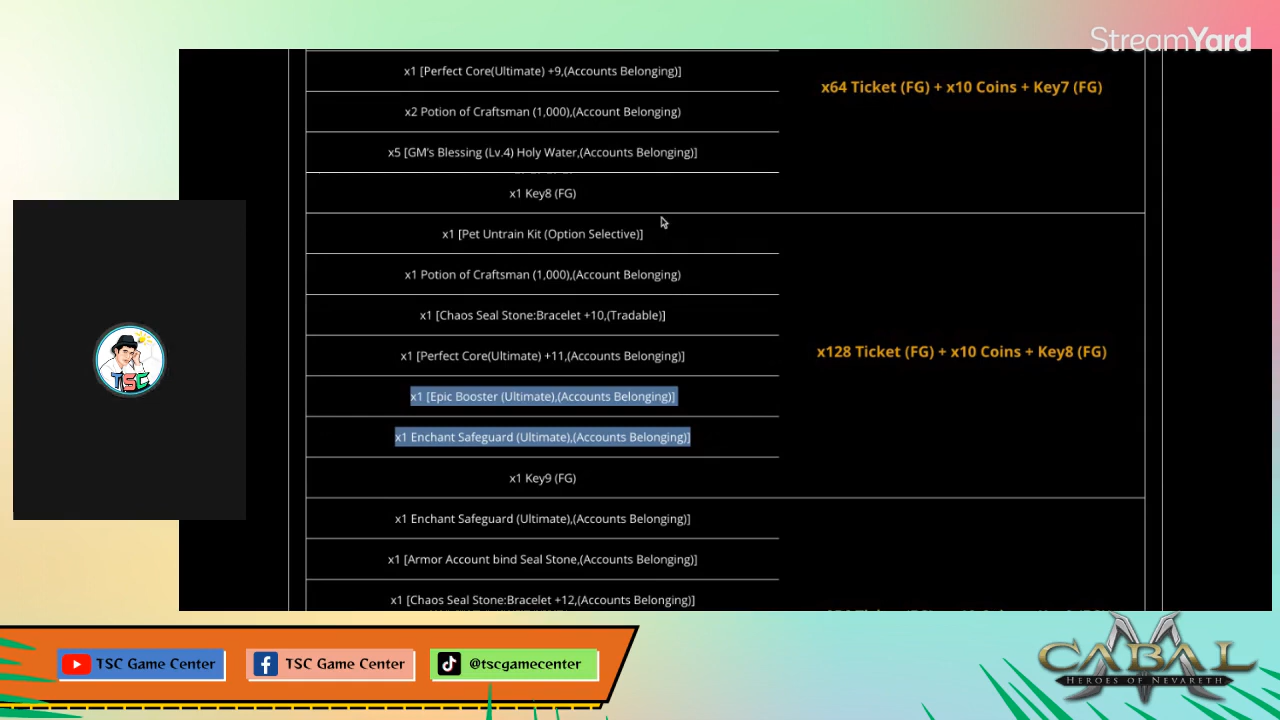 StreamYard
x1 [Perfect Core(Ultimate) +9,(Accounts Belonging)]
x64 Ticket (FG) + x10 Coins + Key7 (FG)
x2 Potion of Craftsman (1,000),(Account Belonging)
x5 [GM's Blessing (Lv.4) Holy Water,(Accounts Belonging)]
x1 Key8 (FG)
x1 [Pet Untrain Kit (Option Selective)]
x1 Potion of Craftsman (1,000),(Account Belonging)
x1 [Chaos Seal Stone:Bracelet +10,(Tradable)]
x1 [Perfect Core(Ultimate) +11,(Accounts Belonging)]
x128 Ticket (FG) + x10 Coins + Key8 (FG)
x1 [Epic Booster (Ultimate),(Accounts Belonging)]
x1 Enchant Safeguard (Ultimate),(Accounts Belonging)]
x1 Key9 (FG)
x1 Enchant Safeguard (Ultimate),(Accounts Belonging)]
x1 [Armor Account bind Seal Stone,(Accounts Belonging)]
x1 [Chaos Seal Stone:Bracelet +12,(Accounts Belonging)]
TSC
TSC Game Center
TSC Game Center
@tscgamecenter
CABAL M
HEROES OF NEVARETH